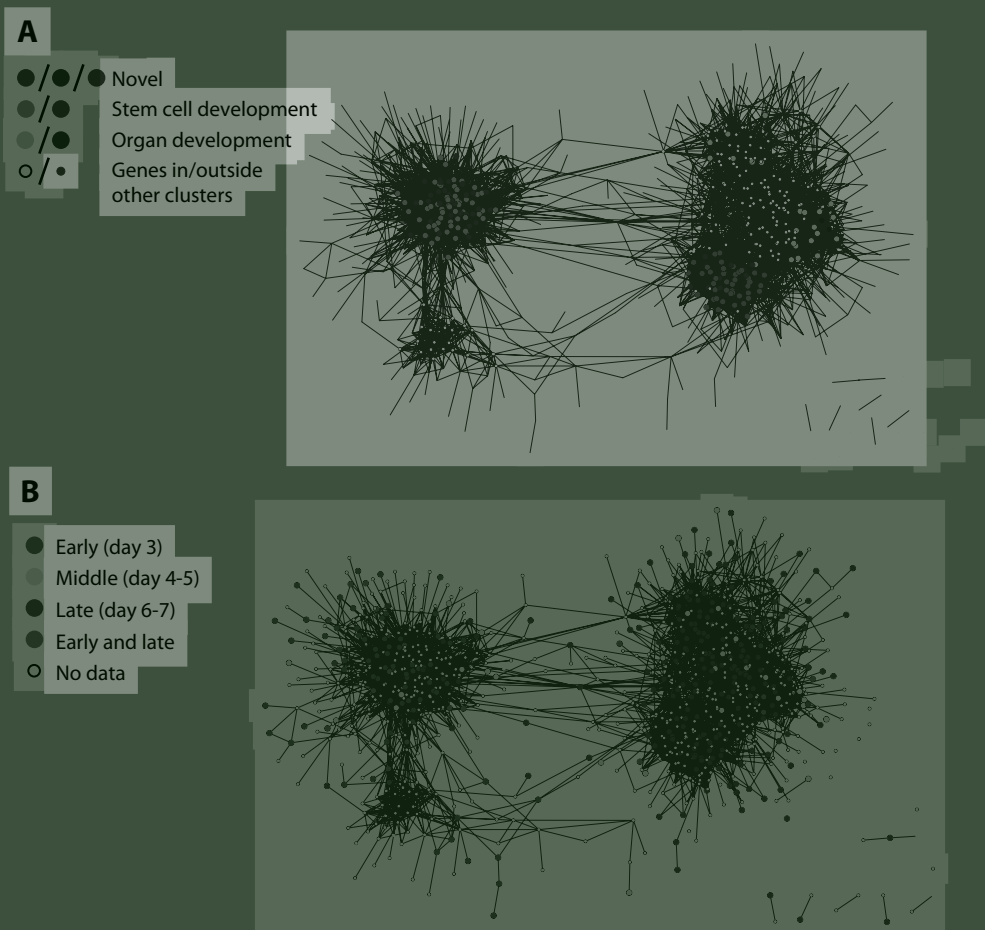 A
Novel
Stem cell development
Organ development
Genes in/outside
other clusters
B
Early (day 3)
Middle (day 4-5)
Late (day 6-7)
Early and late
No data